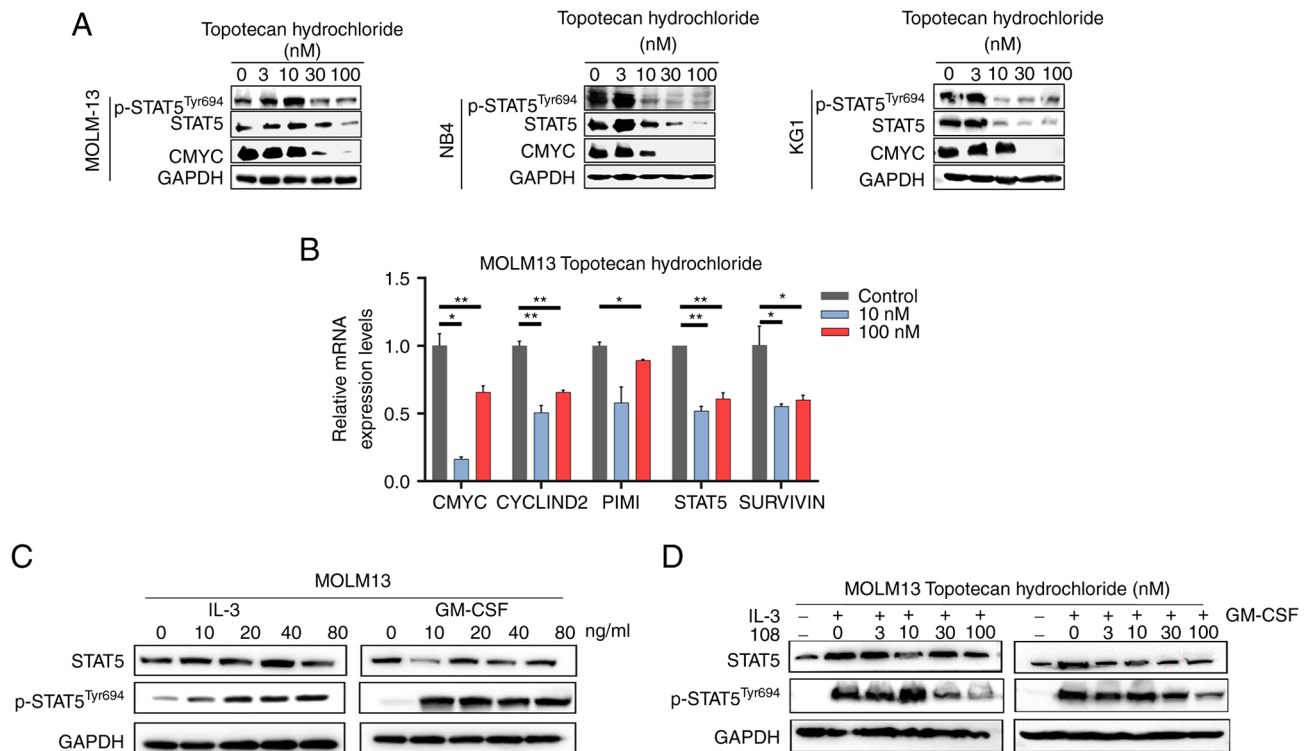 A
Topotecan hydrochloride
(nM)
0 3 10 30 100
MOLM-13
p-STAT5Tyr694
STAT5
CMYC
GAPDH
Topotecan hydrochloride
(nM)
0 3 10 30 100
NB4
p-STAT5Tyr694
STAT5
CMYC
GAPDH
Topotecan hydrochloride
(nM)
0 3 10 30 100
KG1
p-STAT5Tyr694
STAT5
CMYC
GAPDH
B
MOLM13 Topotecan hydrochloride
Relative mRNA
expression levels
1.5
1.0
0.5
0.0
** ** * ** *
* ** ** *
Control
10 nM
100 nM
CMYC CYCLIND2 PIMI STAT5 SURVIVIN
C
MOLM13
IL-3 GM-CSF
0 10 20 40 80 0 10 20 40 80 ng/ml
STAT5
p-STAT5Tyr694
GAPDH
D
MOLM13 Topotecan hydrochloride (nM)
IL-3 – + + + + + – + + + + + GM-CSF
108 – 0 3 10 30 100 – 0 3 10 30 100
STAT5
p-STAT5Tyr694
GAPDH